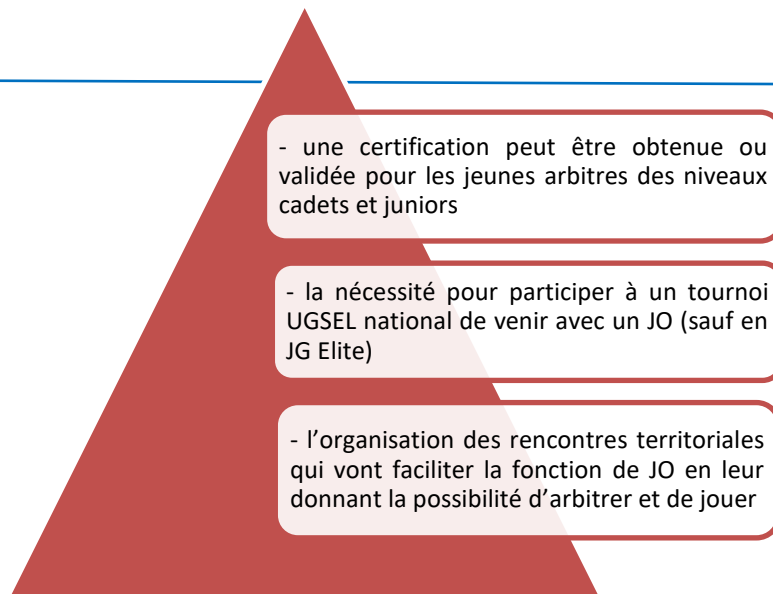 - une certification peut être obtenue ou
validée pour les jeunes arbitres des niveaux
cadets et juniors
- la nécessité pour participer à un tournoi
UGSEL national de venir avec un JO (sauf en
JG Elite)
- l’organisation des rencontres territoriales
qui vont faciliter la fonction de JO en leur
donnant la possibilité d’arbitrer et de jouer